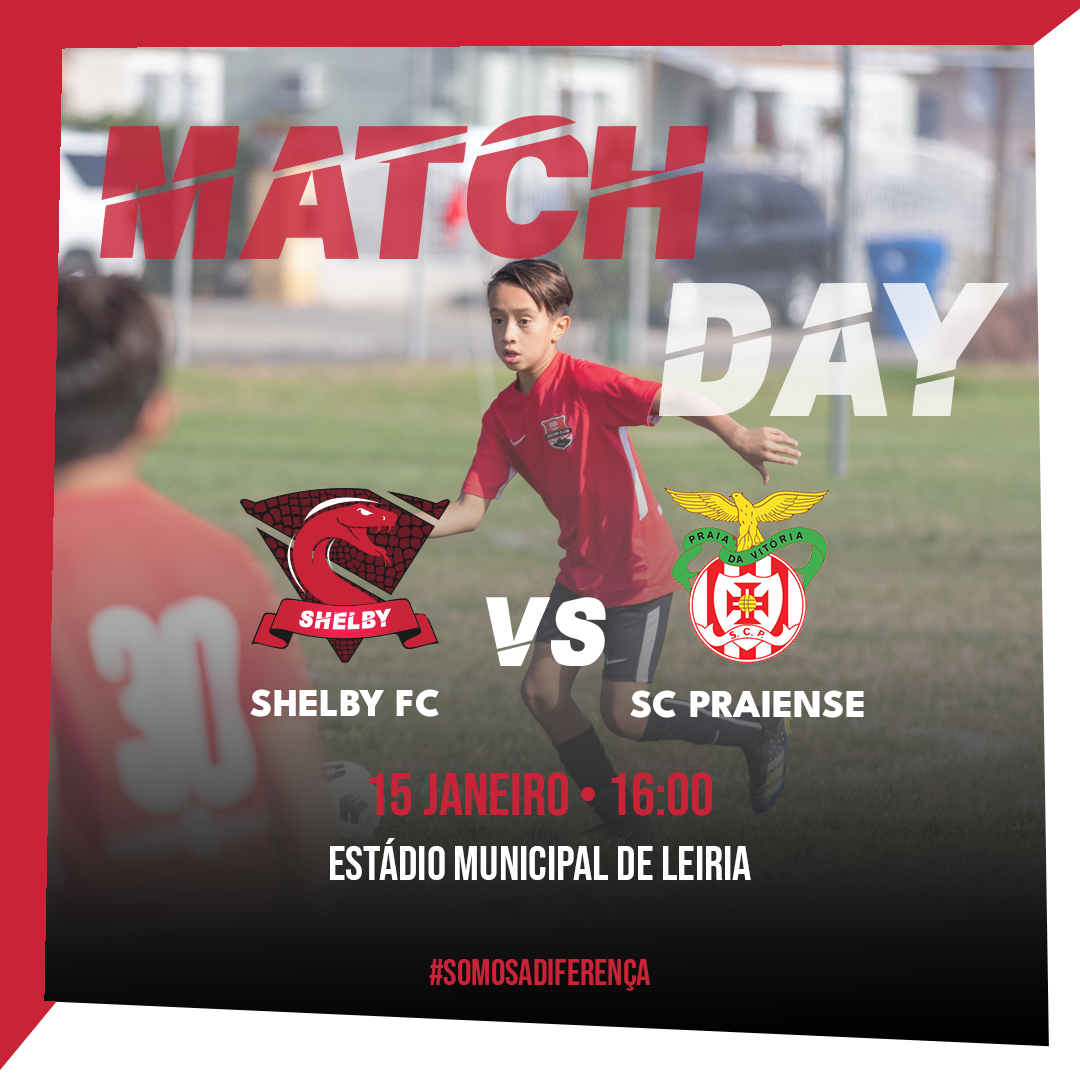 MATCH
DAY
PRAIA DA VITÓRIA
SHELBY
S.C.P.
VS
SHELBY FC
SC PRAIENSE
30
15 JANEIRO • 16:00
ESTÁDIO MUNICIPAL DE LEIRIA
#SOMOSADIFERENÇA